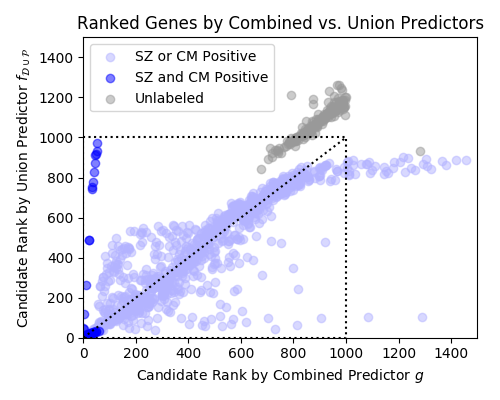 Ranked Genes by Combined vs. Union Predictors
SZ or CM Positive
SZ and CM Positive
Unlabeled
Candidate Rank by Union Predictor f_{D∪P}
1400
1200
1000
800
600
400
200
0
0 200 400 600 800 1000 1200 1400
Candidate Rank by Combined Predictor g